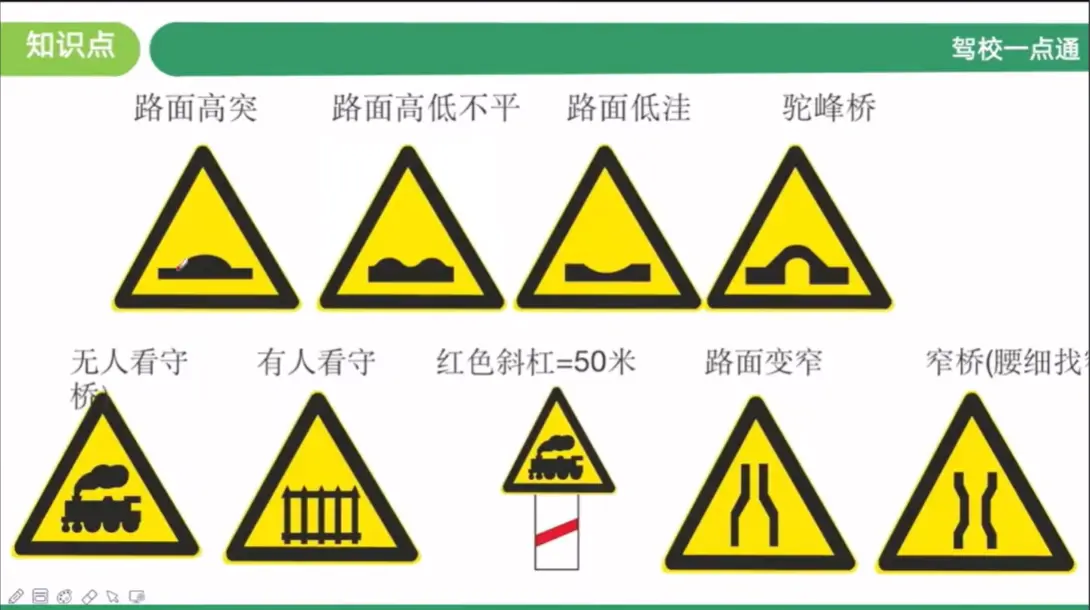 知识点
驾校一点通
路面高突
路面高低不平
路面低洼
驼峰桥
无人看守
有人看守
红色斜杠=50米
路面变窄
窄桥(腰细找窄
桥)